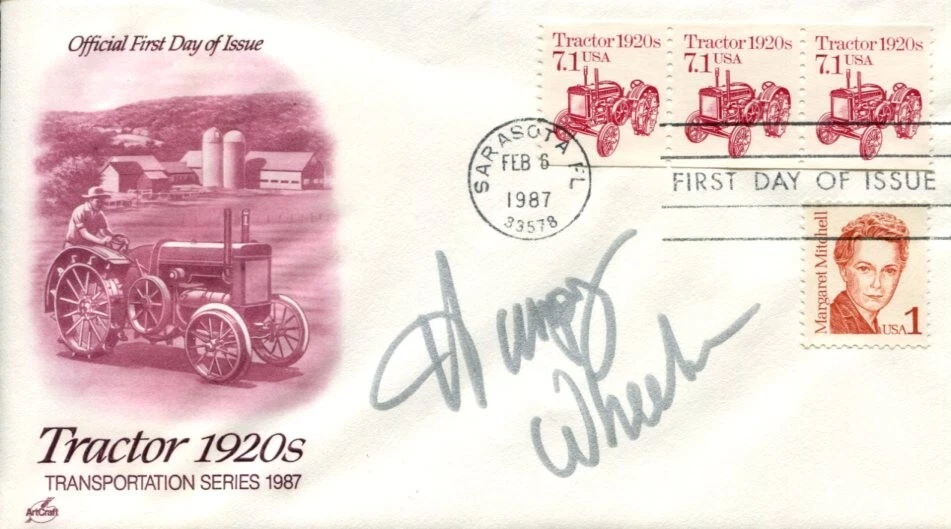 Official First Day of Issue
Tractor 1920s
7.1 USA
Tractor 1920s
7.1 USA
Tractor 1920s
7.1 USA
SARASOTA FL
FEB 6
1987
33578
FIRST DAY OF ISSUE
Margaret Mitchell
USA 1
Wheeler
Tractor 1920s
TRANSPORTATION SERIES 1987
ArtCraft